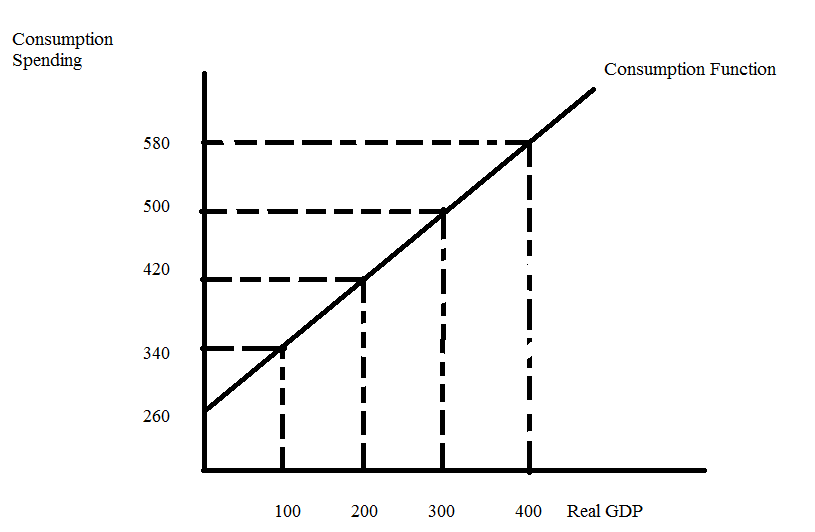 Consumption
Spending
Consumption Function
580
500
420
340
260
100 200 300 400 Real GDP